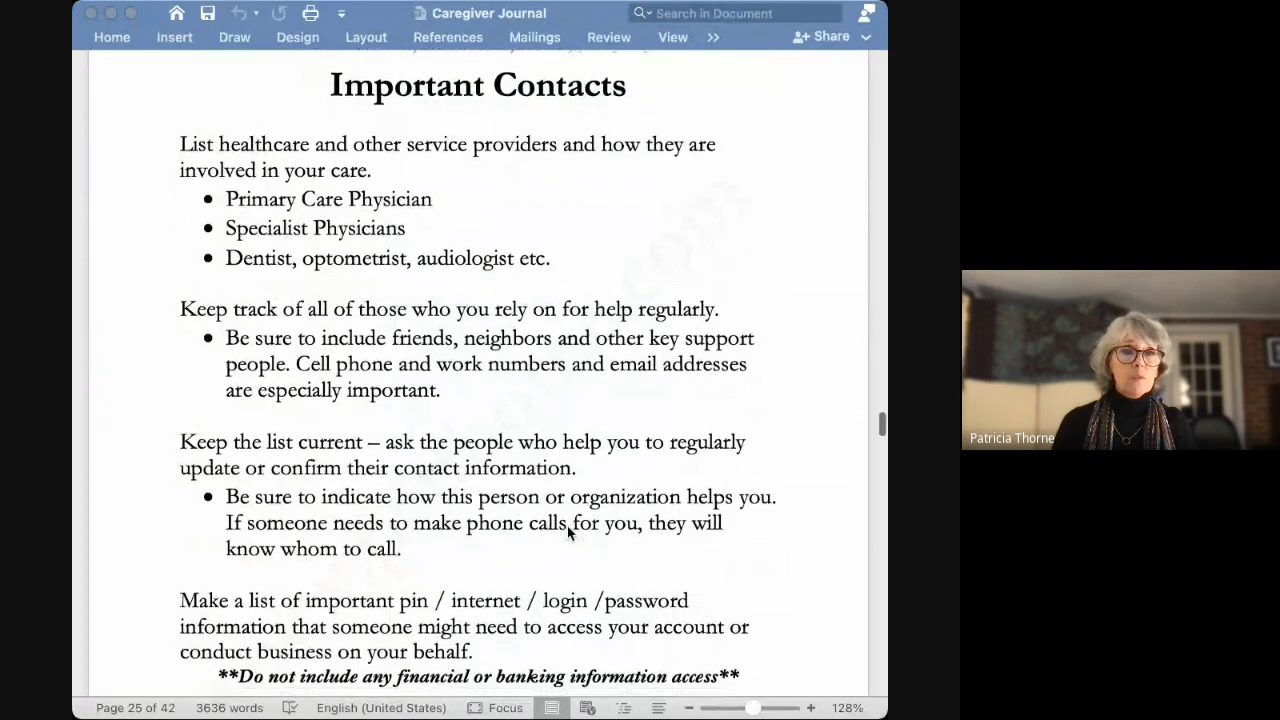 Caregiver Journal
Search in Document
Home Insert Draw Design Layout References Mailings Review View >> Share
Important Contacts
List healthcare and other service providers and how they are
involved in your care.
• Primary Care Physician
• Specialist Physicians
• Dentist, optometrist, audiologist etc.
Keep track of all of those who you rely on for help regularly.
• Be sure to include friends, neighbors and other key support
people. Cell phone and work numbers and email addresses
are especially important.
Keep the list current – ask the people who help you to regularly
update or confirm their contact information.
• Be sure to indicate how this person or organization helps you.
If someone needs to make phone calls for you, they will
know whom to call.
Make a list of important pin / internet / login /password
information that someone might need to access your account or
conduct business on your behalf.
**Do not include any financial or banking information access**
Page 25 of 42 3636 words English (United States) Focus 128%
Patricia Thorne